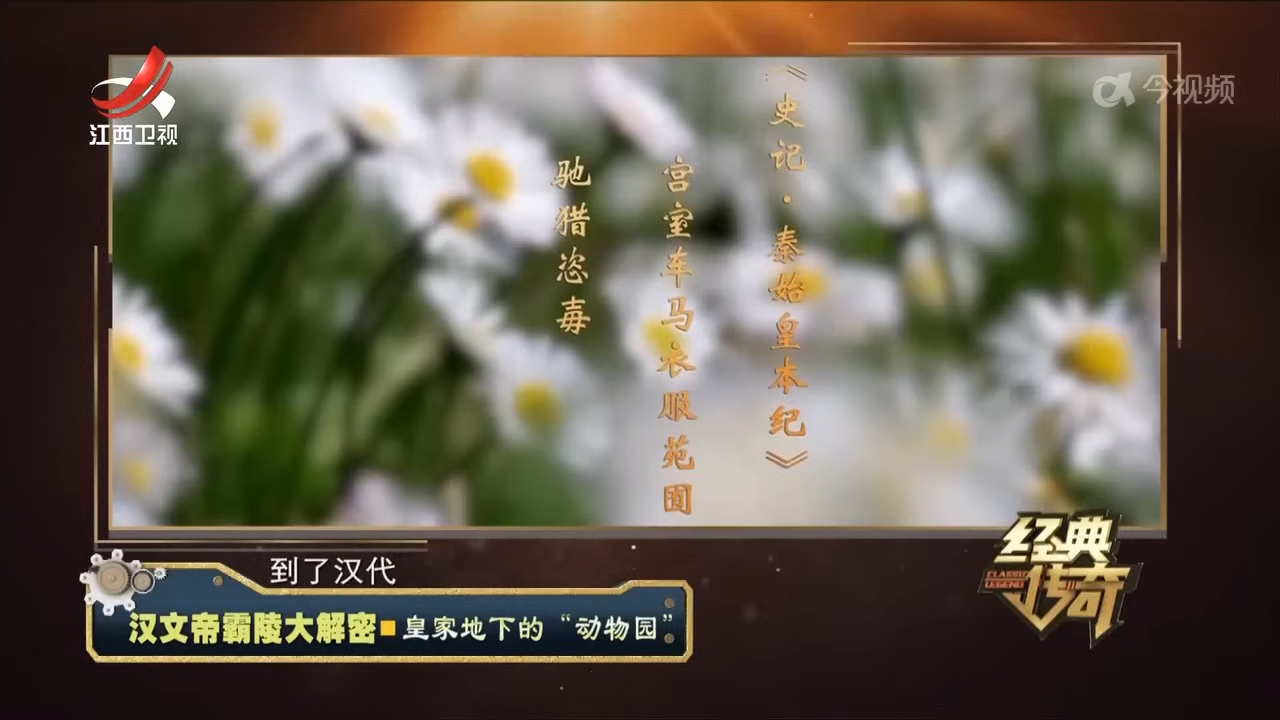 江西卫视
今视频
《史记·秦始皇本纪》
宫室车马衣服苑囿
驰猎恣毒
到了汉代
汉文帝霸陵大解密■皇家地下的“动物园”
经典传奇
CLASSIC LEGEND